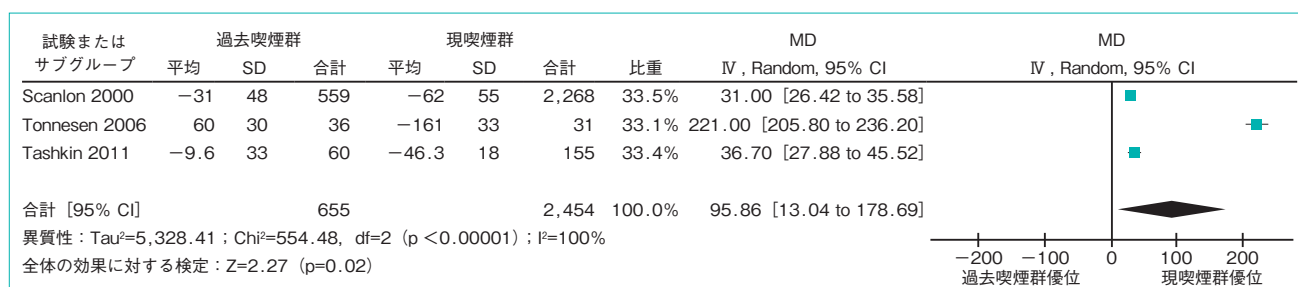 試験または 過去喫煙群 現喫煙群 MD MD
サブグループ 平均 SD 合計 平均 SD 合計 比重 Ⅳ, Random, 95% CI Ⅳ, Random, 95% CI
Scanlon 2000 −31 48 559 −62 55 2,268 33.5% 31.00［26.42 to 35.58］
Tonnesen 2006 60 30 36 −161 33 31 33.1% 221.00［205.80 to 236.20］
Tashkin 2011 −9.6 33 60 −46.3 18 155 33.4% 36.70［27.88 to 45.52］
合計［95% CI］ 655 2,454 100.0% 95.86［13.04 to 178.69］
異質性：Tau²=5,328.41；Chi²=554.48, df=2（p <0.00001）；I²=100%
全体の効果に対する検定：Z=2.27（p=0.02）
−200 −100 0 100 200
過去喫煙群優位 現喫煙群優位